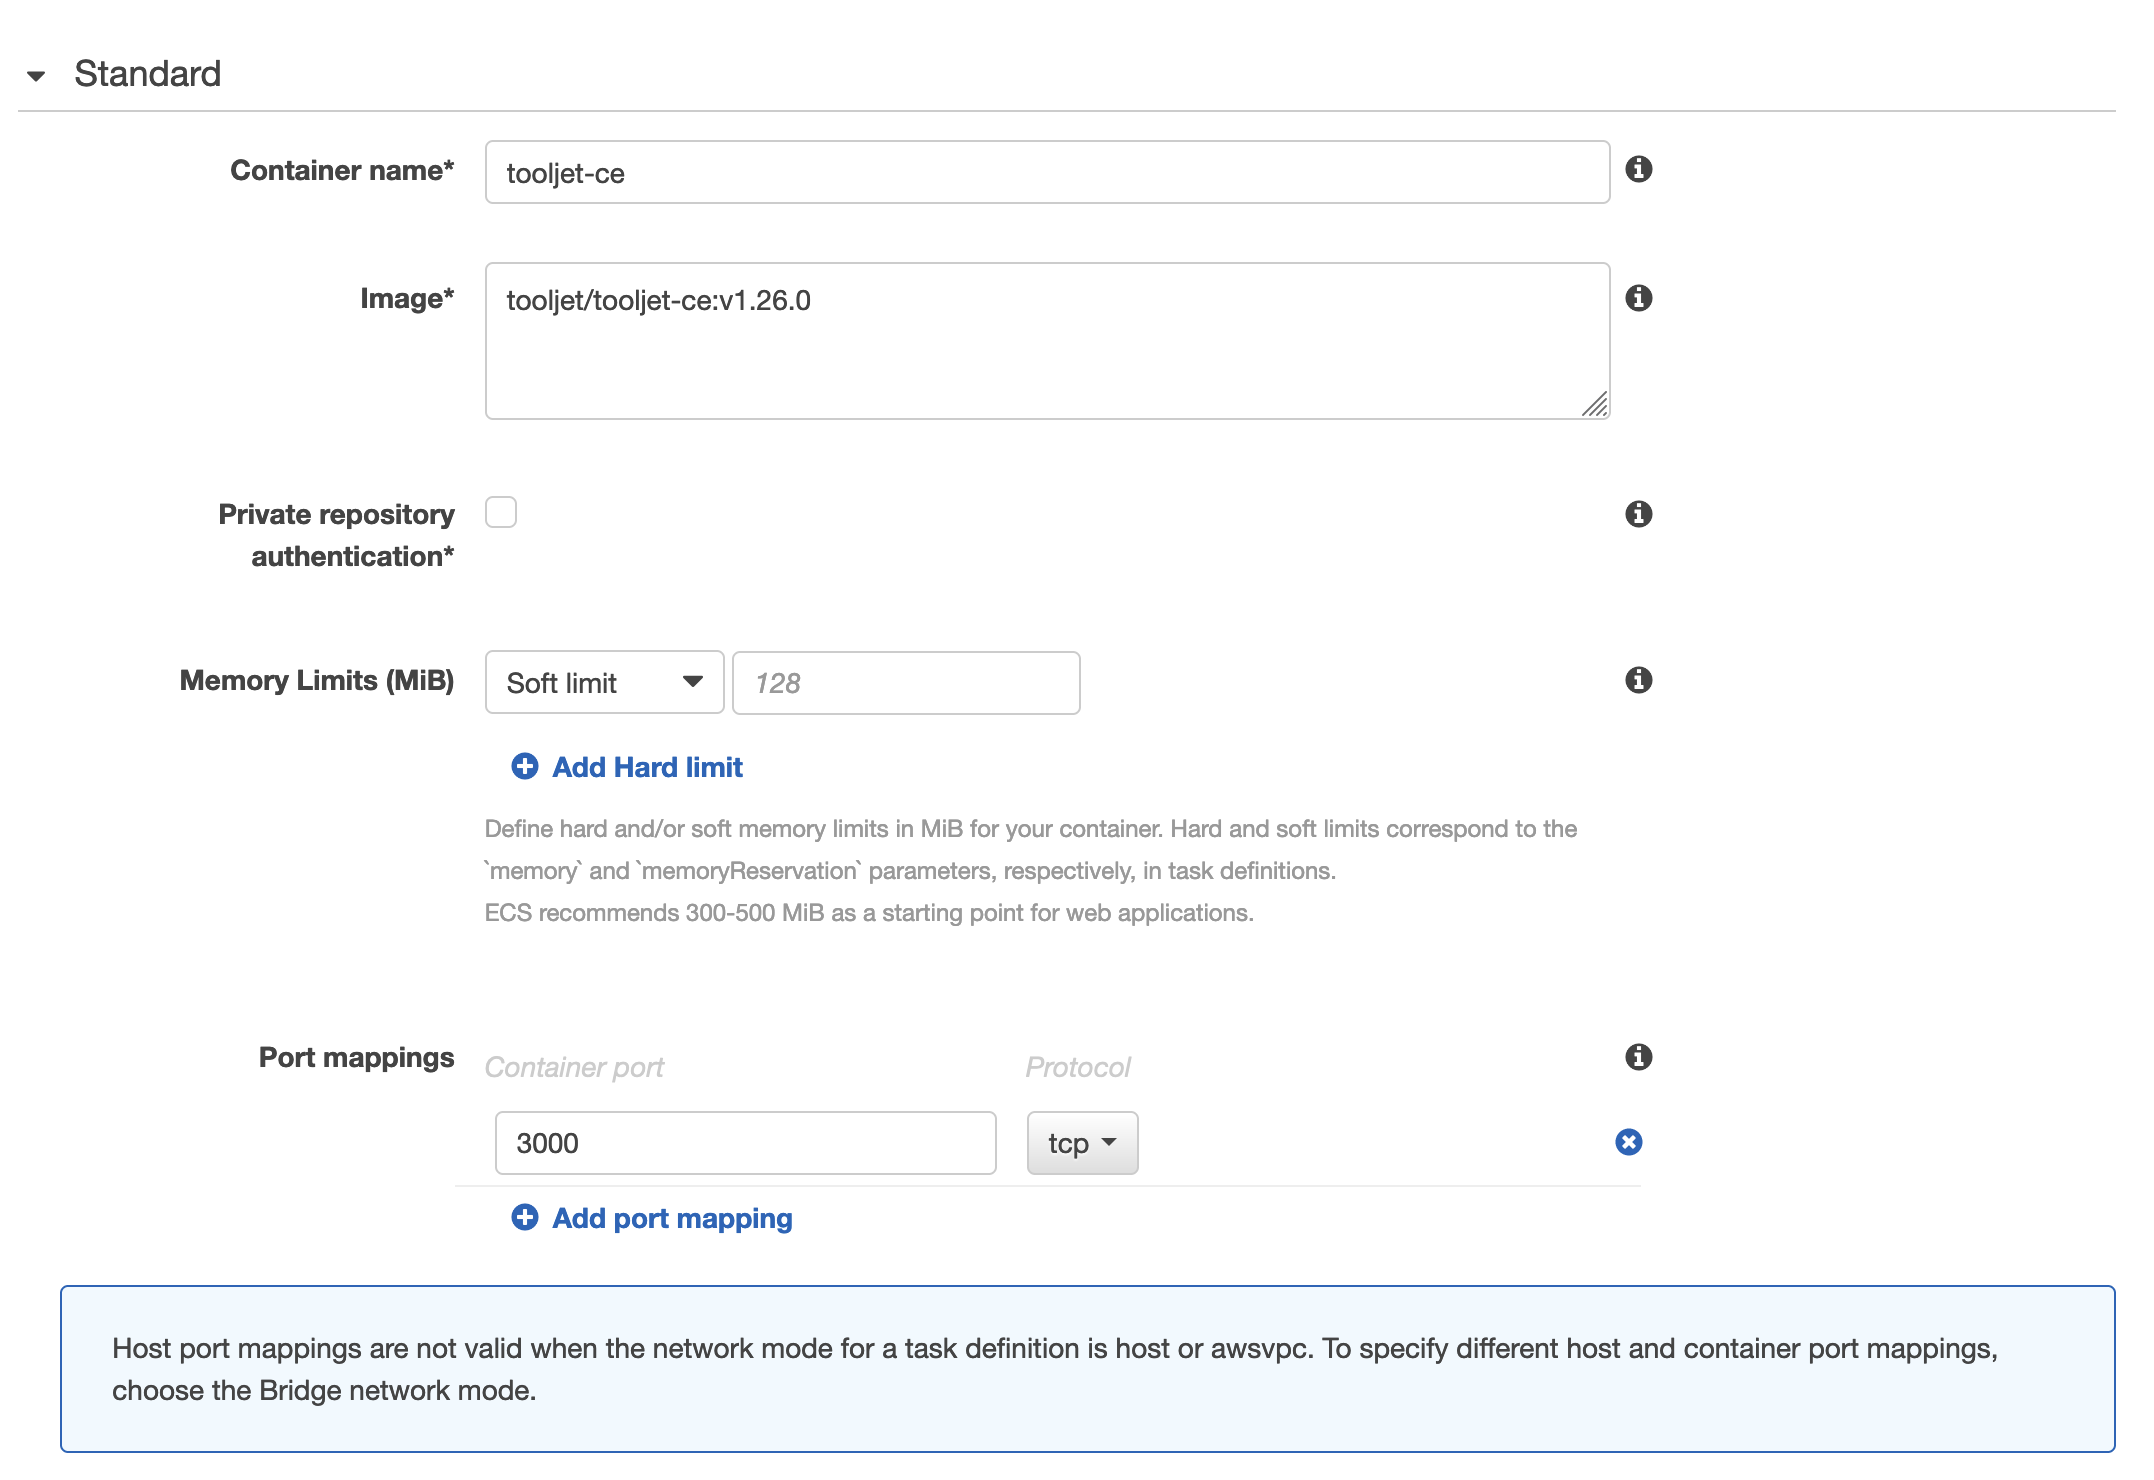 Standard
Container name*
tooljet-ce
Image*
tooljet/tooljet-ce:v1.26.0
Private repository
authentication*
Memory Limits (MiB)
Soft limit
128
Add Hard limit
Define hard and/or soft memory limits in MiB for your container. Hard and soft limits correspond to the
`memory` and `memoryReservation` parameters, respectively, in task definitions.
ECS recommends 300-500 MiB as a starting point for web applications.
Port mappings
Container port
Protocol
3000
tcp
Add port mapping
Host port mappings are not valid when the network mode for a task definition is host or awsvpc. To specify different host and container port mappings,
choose the Bridge network mode.